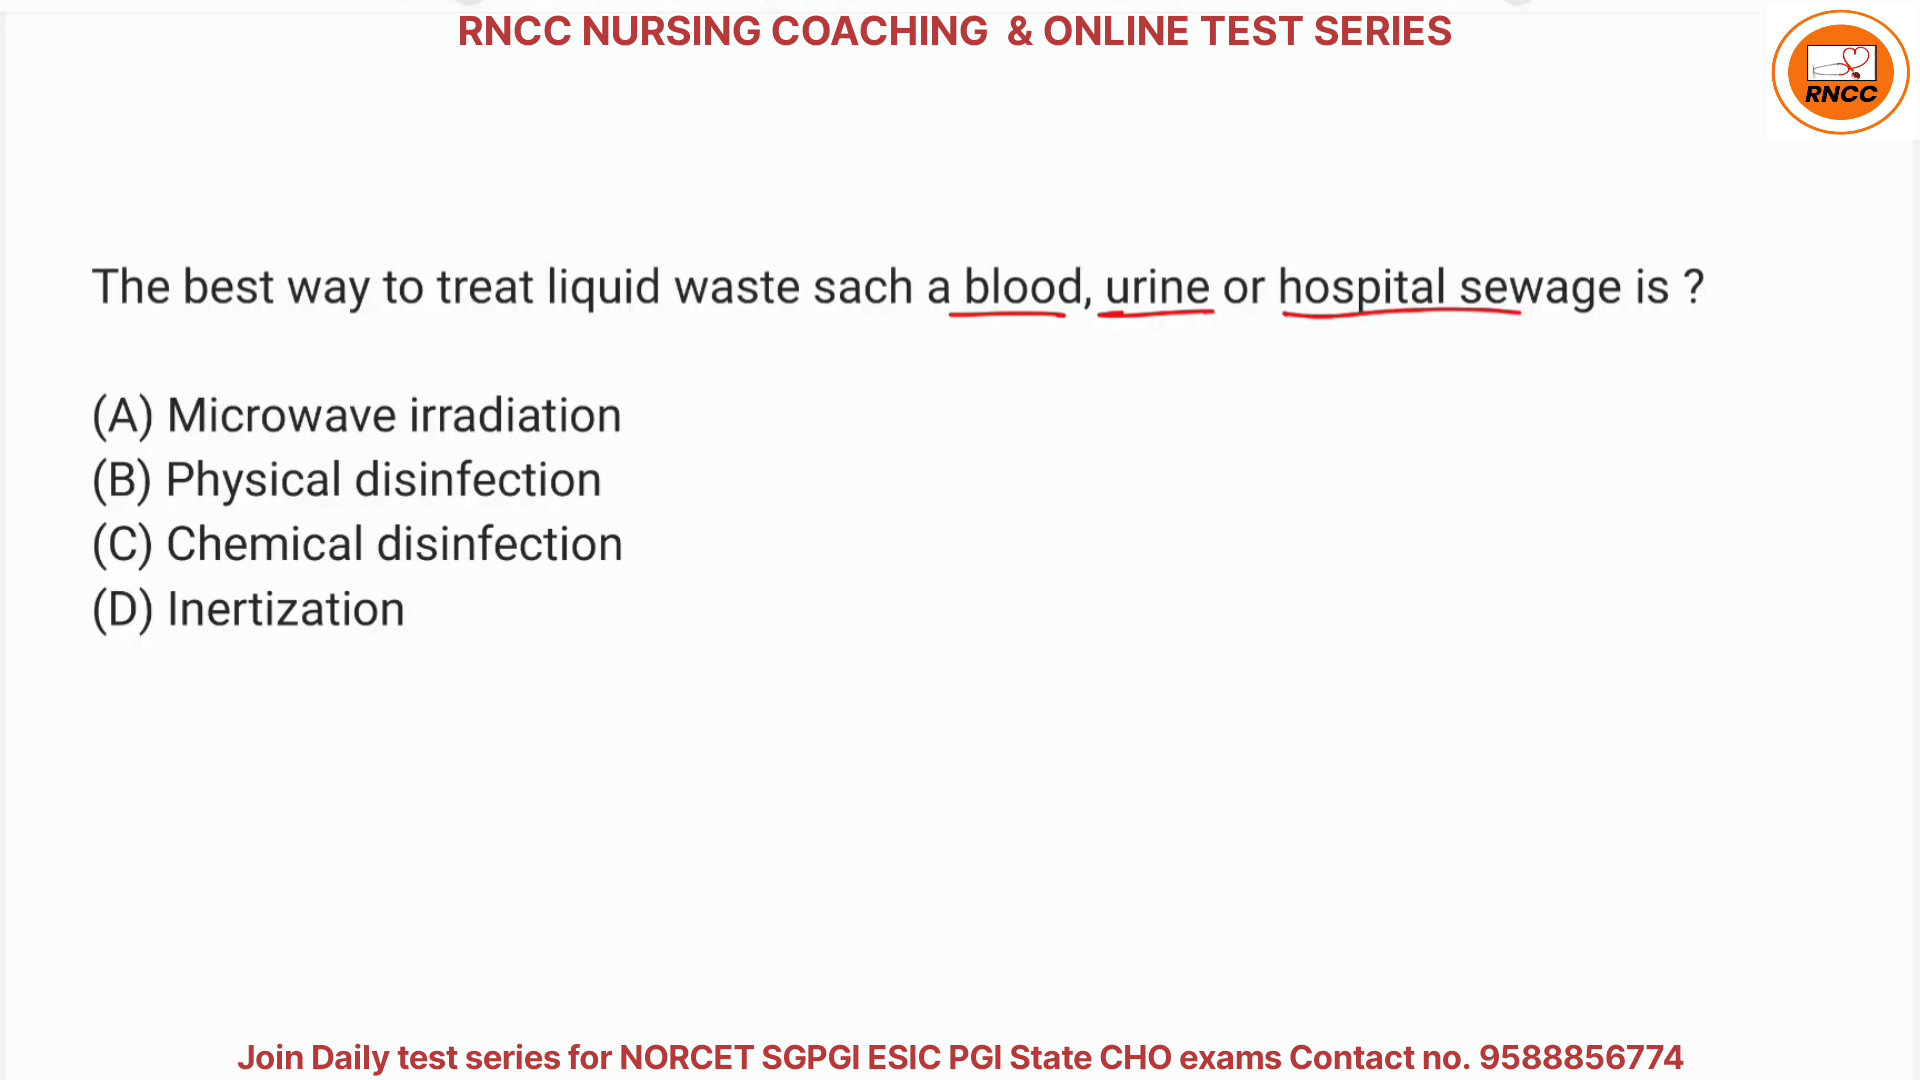 RNCC NURSING COACHING & ONLINE TEST SERIES
RNCC
The best way to treat liquid waste sach a blood, urine or hospital sewage is ?
(A) Microwave irradiation
(B) Physical disinfection
(C) Chemical disinfection
(D) Inertization
Join Daily test series for NORCET SGPGI ESIC PGI State CHO exams Contact no. 9588856774